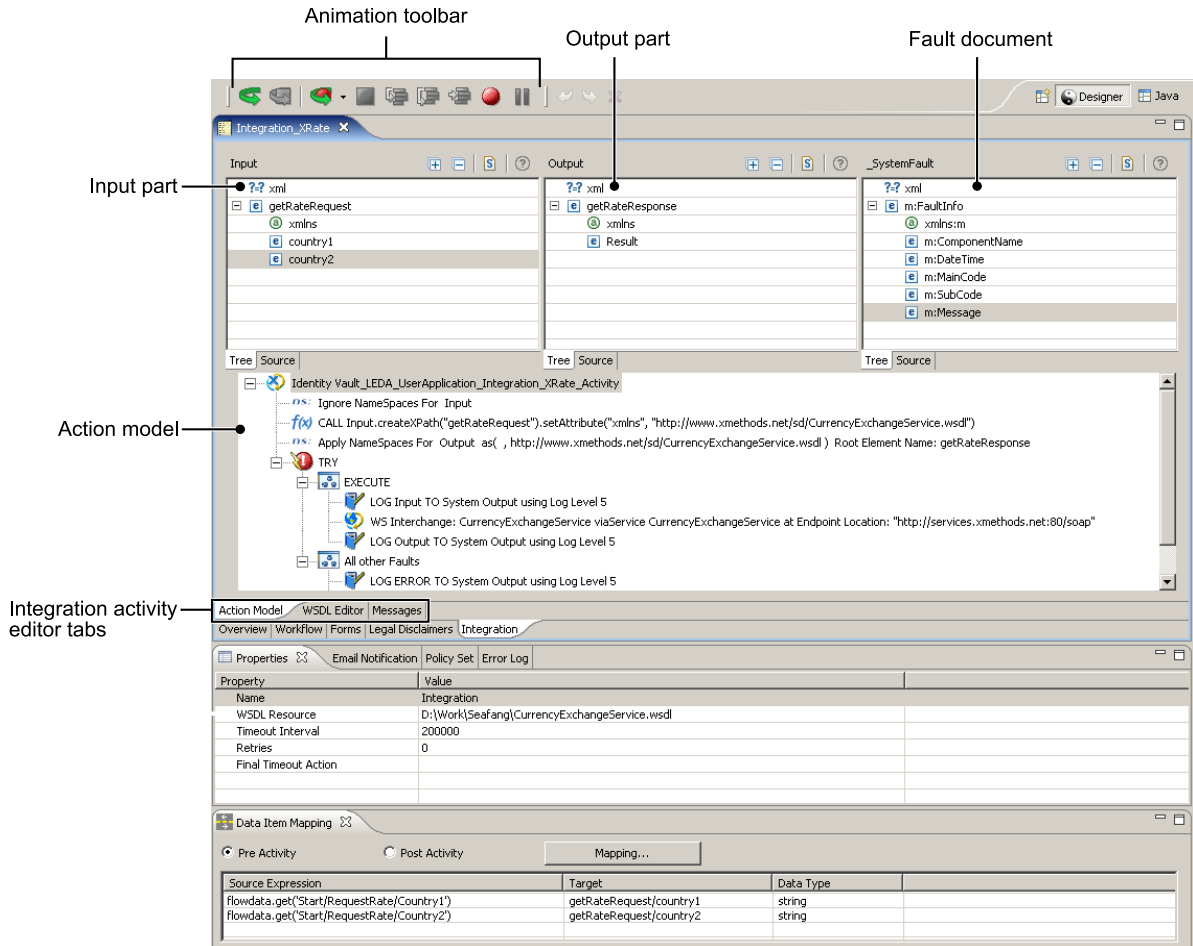 Animation toolbar
Output part
Fault document
Designer
Java
Integration_XRate
Input
Output
_SystemFault
Input part
?=? xml
getRateRequest
xmlns
country1
country2
?=? xml
getRateResponse
xmlns
Result
?=? xml
m:FaultInfo
xmlns:m
m:ComponentName
m:DateTime
m:MainCode
m:SubCode
m:Message
Tree Source
Tree Source
Tree Source
Action model
Identity Vault_LEDA_UserApplication_Integration_XRate_Activity
ns: Ignore NameSpaces For Input
f(x) CALL Input.createXPath("getRateRequest").setAttribute("xmlns", "http://www.xmethods.net/sd/CurrencyExchangeService.wsdl")
ns: Apply NameSpaces For Output as( , http://www.xmethods.net/sd/CurrencyExchangeService.wsdl ) Root Element Name: getRateResponse
TRY
EXECUTE
LOG Input TO System Output using Log Level 5
WS Interchange: CurrencyExchangeService viaService CurrencyExchangeService at Endpoint Location: "http://services.xmethods.net:80/soap"
LOG Output TO System Output using Log Level 5
All other Faults
LOG ERROR TO System Output using Log Level 5
Integration activity
editor tabs
Action Model WSDL Editor Messages
Overview Workflow Forms Legal Disclaimers Integration
Properties Email Notification Policy Set Error Log
Property Value
Name Integration
WSDL Resource D:\Work\Seafang\CurrencyExchangeService.wsdl
Timeout Interval 200000
Retries 0
Final Timeout Action
Data Item Mapping
Pre Activity Post Activity Mapping...
Source Expression Target Data Type
flowdata.get('Start/RequestRate/Country1') getRateRequest/country1 string
flowdata.get('Start/RequestRate/Country2') getRateRequest/country2 string